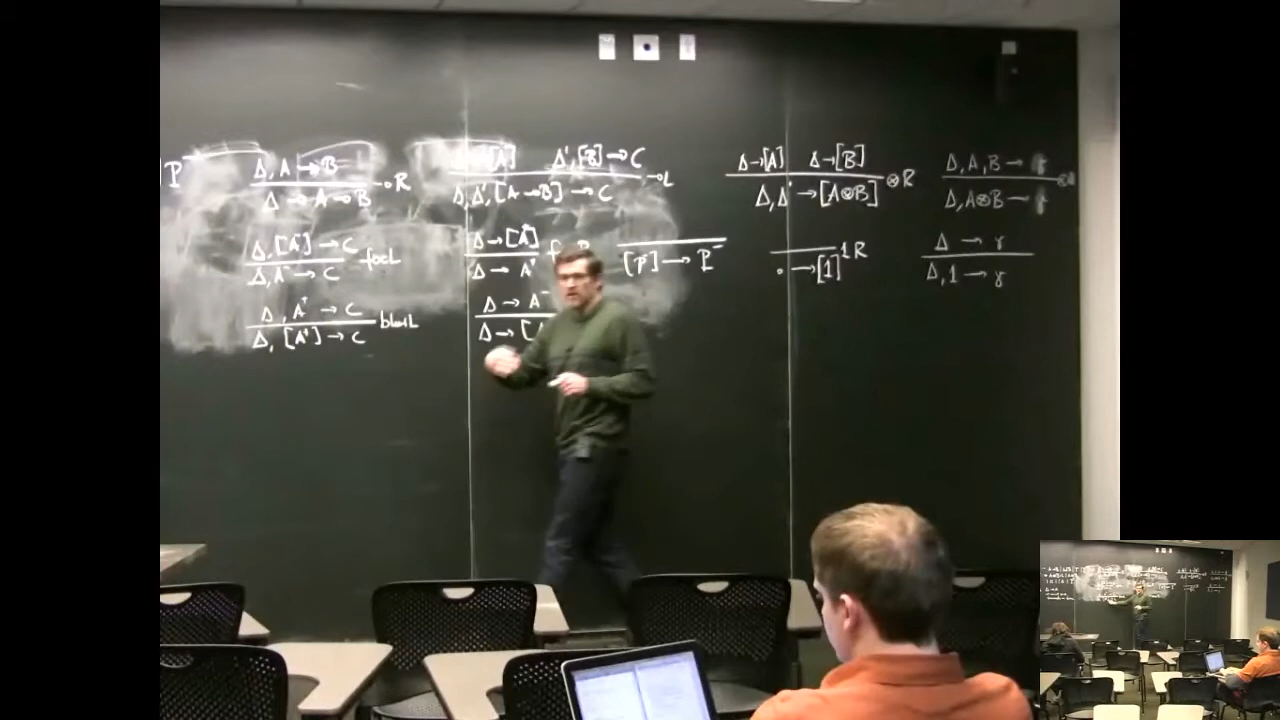 P⁻
Δ, A → B
Δ → A ⊸ B ⊸R
[A] Δ', [B] → C
Δ, Δ', [A ⊸ B] → C ⊸L
Δ → [A] Δ → [B]
Δ, Δ' → [A⊗B] ⊗R
Δ, A, B → γ
Δ, A⊗B → γ
Δ, [A⁻] → C
Δ, A⁻ → C focL
Δ → [A⁺]
Δ → A⁺
[P⁻] → P⁻
· → [1] 1R
Δ → γ
Δ, 1 → γ
Δ, A⁺ → C
Δ, [A⁺] → C blurL
Δ → A⁻
Δ → [A